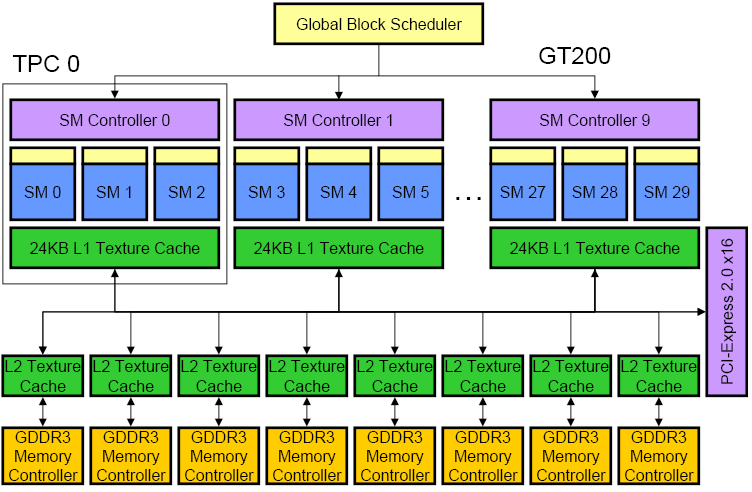 Global Block Scheduler
TPC 0
GT200
SM Controller 0
SM Controller 1
SM Controller 9
SM 0
SM 1
SM 2
SM 3
SM 4
SM 5
...
SM 27
SM 28
SM 29
24KB L1 Texture Cache
24KB L1 Texture Cache
24KB L1 Texture Cache
PCI-Express 2.0 x16
L2 Texture
Cache
L2 Texture
Cache
L2 Texture
Cache
L2 Texture
Cache
L2 Texture
Cache
L2 Texture
Cache
L2 Texture
Cache
L2 Texture
Cache
GDDR3
Memory
Controller
GDDR3
Memory
Controller
GDDR3
Memory
Controller
GDDR3
Memory
Controller
GDDR3
Memory
Controller
GDDR3
Memory
Controller
GDDR3
Memory
Controller
GDDR3
Memory
Controller